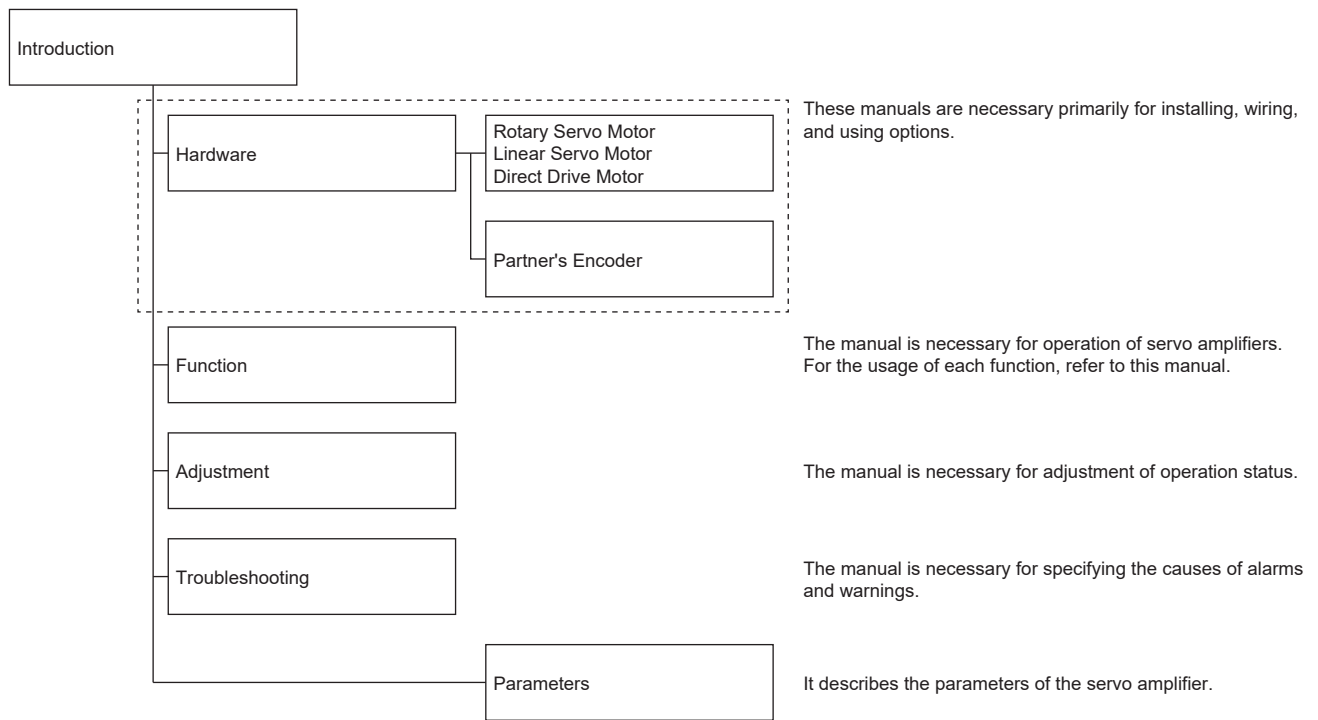 Introduction
Hardware
Rotary Servo Motor
Linear Servo Motor
Direct Drive Motor
These manuals are necessary primarily for installing, wiring,
and using options.
Partner's Encoder
Function
The manual is necessary for operation of servo amplifiers.
For the usage of each function, refer to this manual.
Adjustment
The manual is necessary for adjustment of operation status.
Troubleshooting
The manual is necessary for specifying the causes of alarms
and warnings.
Parameters
It describes the parameters of the servo amplifier.